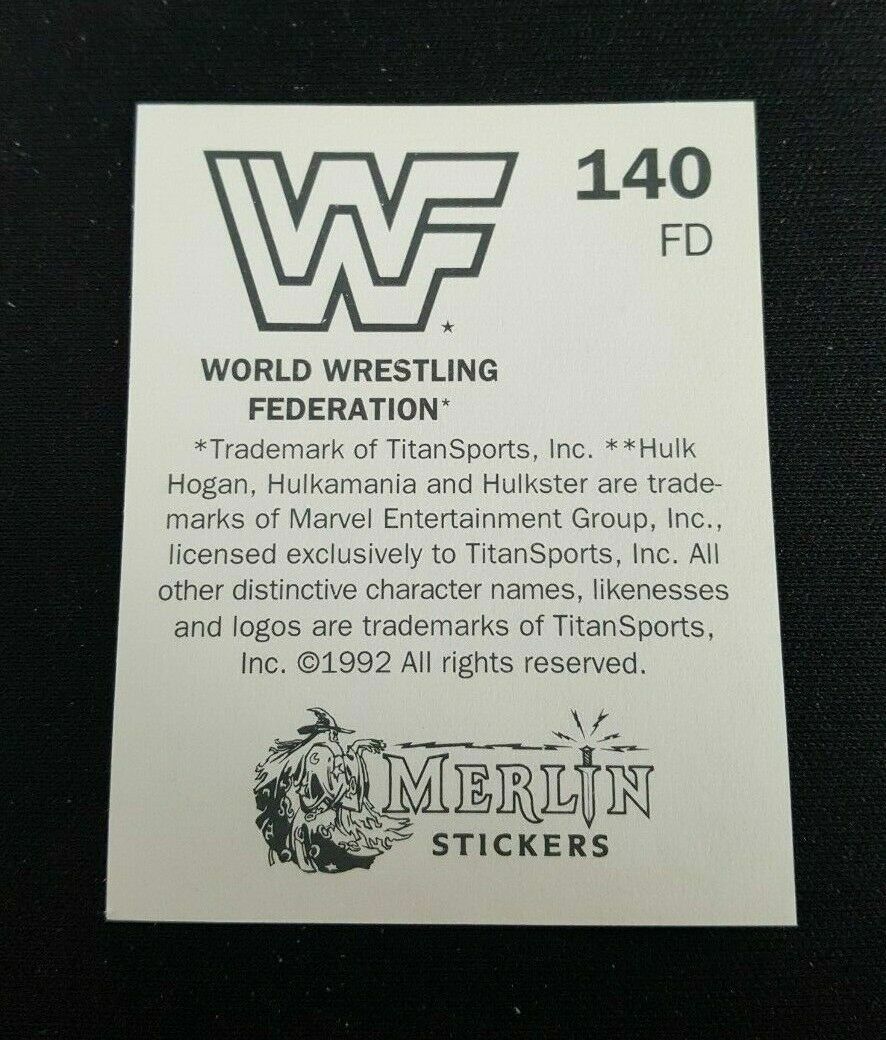 WF
140
FD
WORLD WRESTLING
FEDERATION*
*Trademark of TitanSports, Inc. **Hulk
Hogan, Hulkamania and Hulkster are trade-
marks of Marvel Entertainment Group, Inc.,
licensed exclusively to TitanSports, Inc. All
other distinctive character names, likenesses
and logos are trademarks of TitanSports,
Inc. ©1992 All rights reserved.
MERLIN
STICKERS